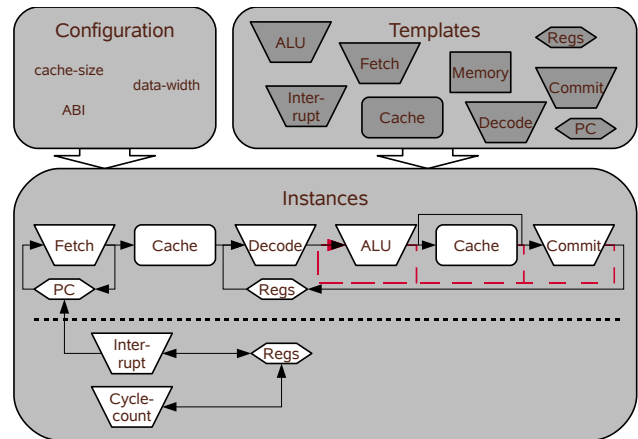 Configuration
cache-size
data-width
ABI
Templates
ALU
Fetch
Memory
Regs
Inter-
rupt
Cache
Decode
Commit
PC
Instances
Fetch
Cache
Decode
ALU
Cache
Commit
PC
Regs
Inter-
rupt
Regs
Cycle-
count